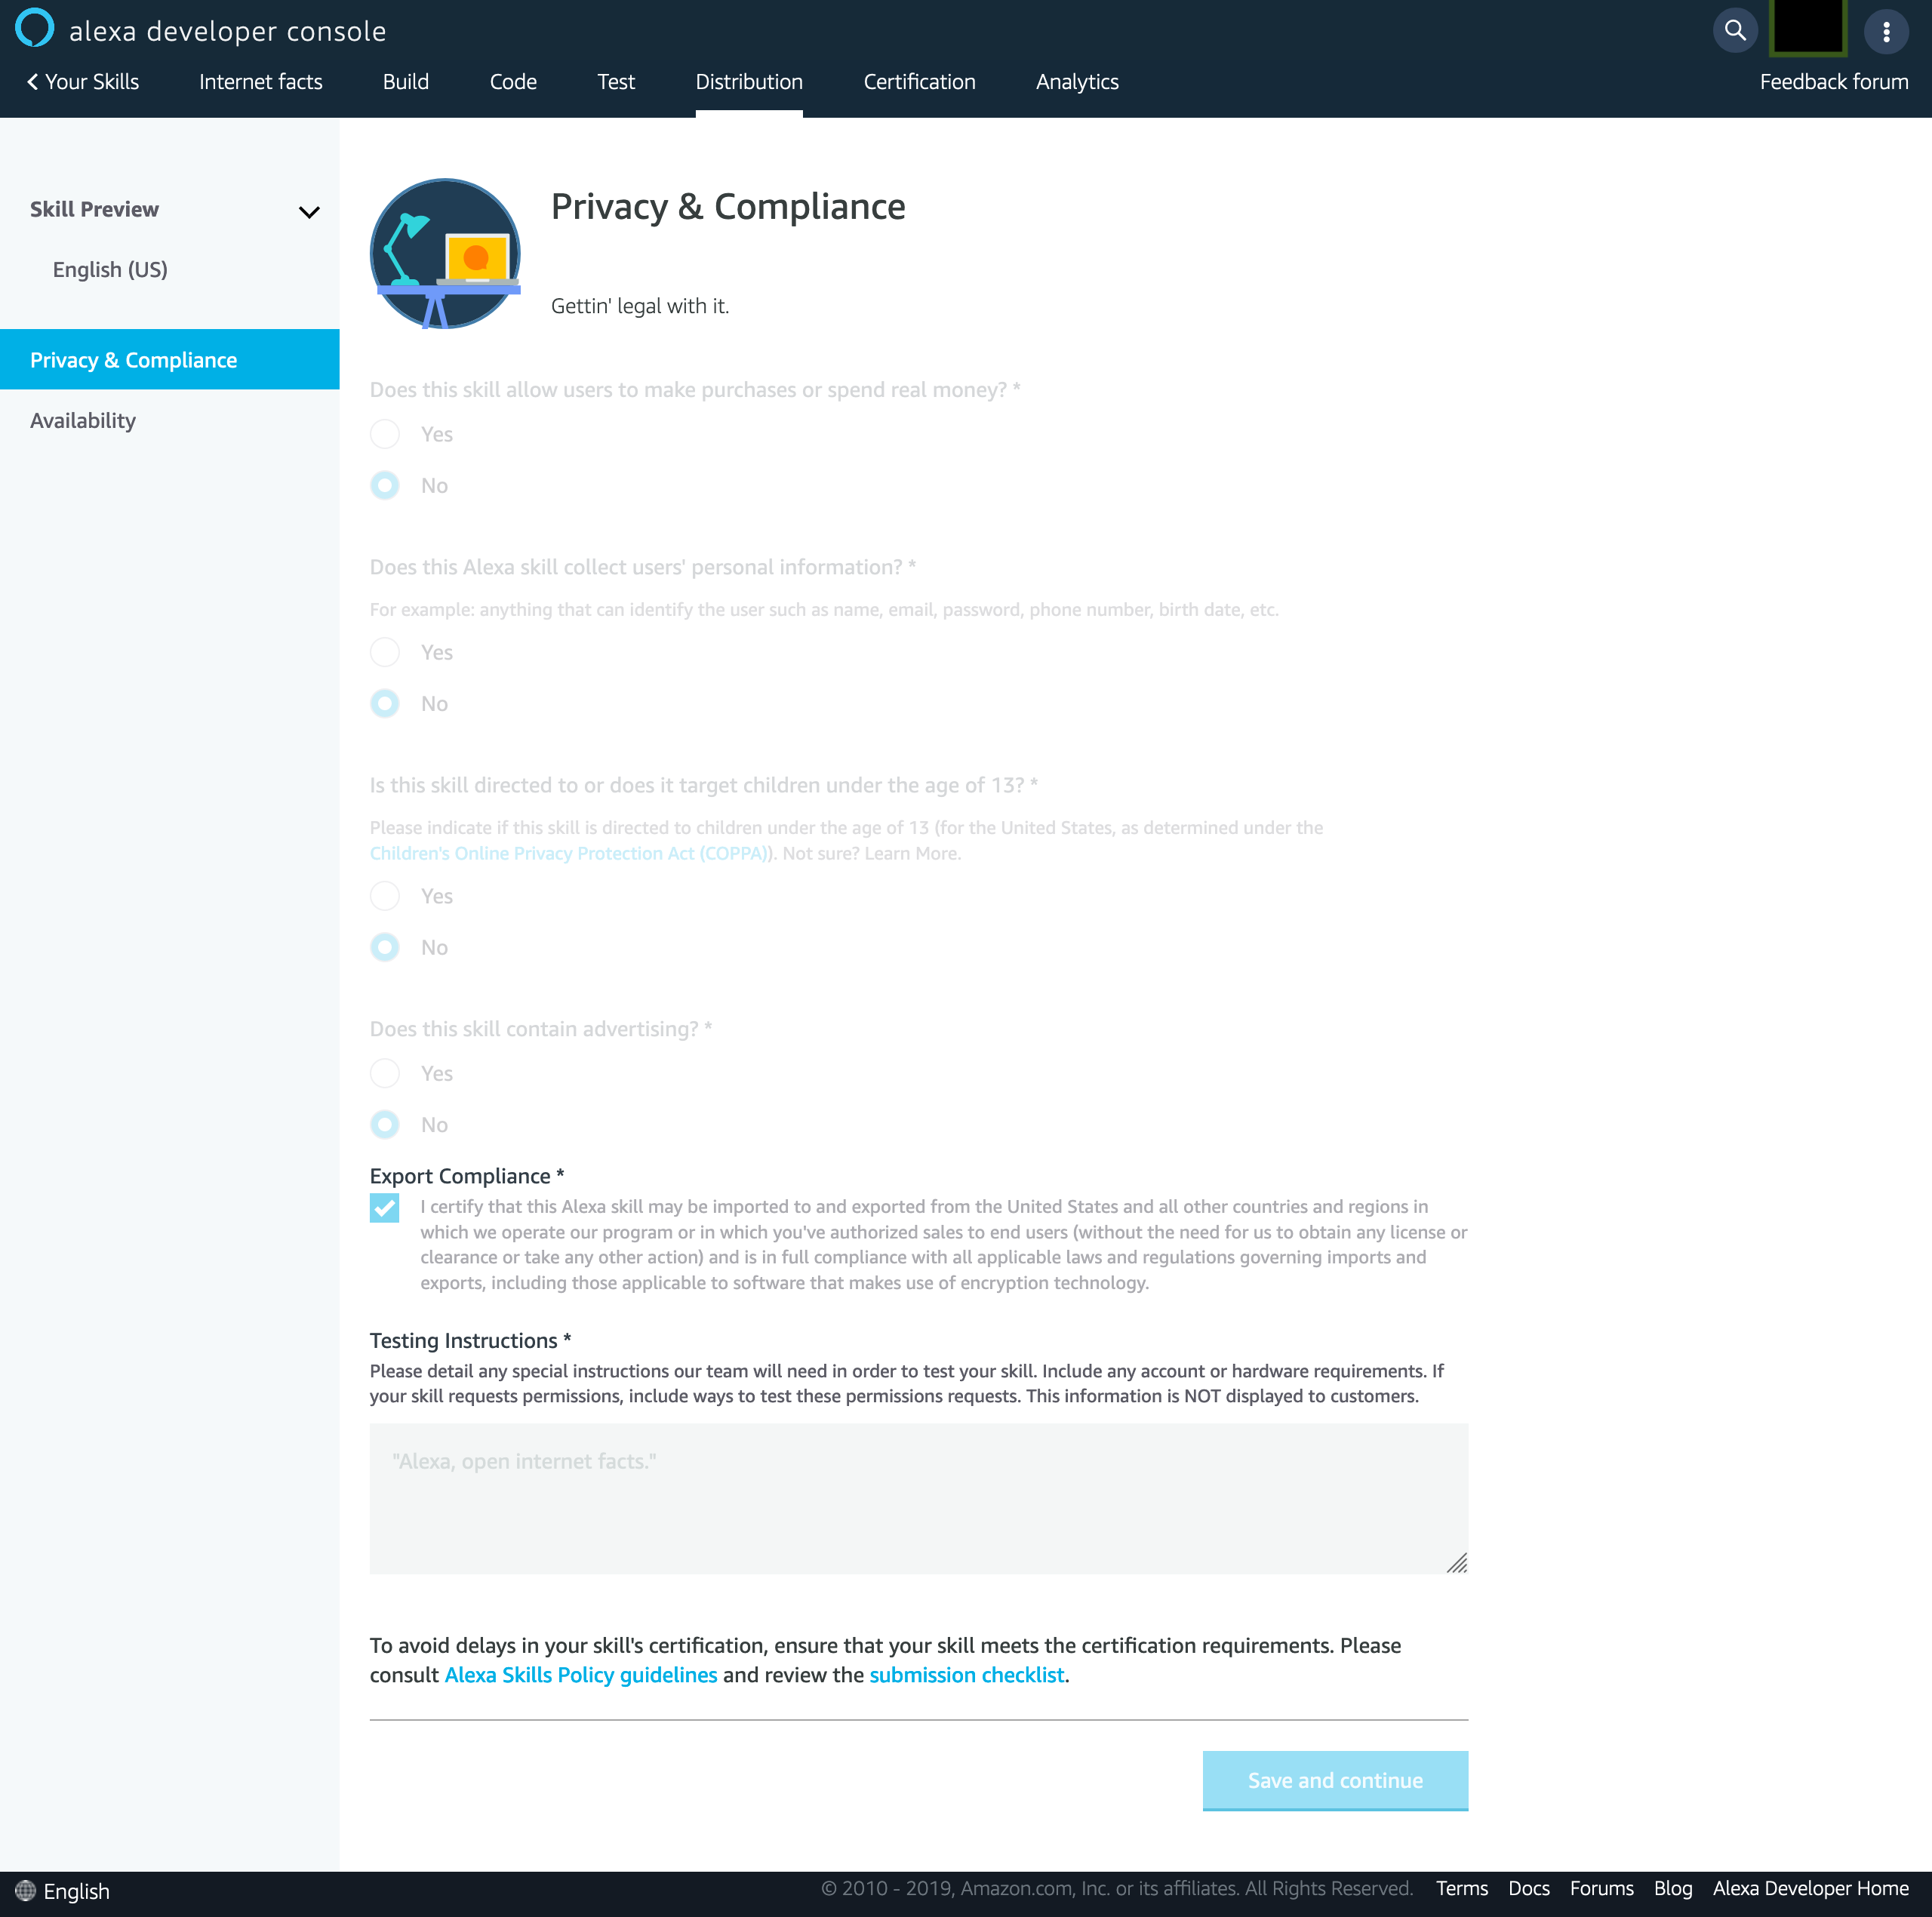 alexa developer console
Your Skills
Internet facts
Build
Code
Test
Distribution
Certification
Analytics
Feedback forum
Skill Preview
English (US)
Privacy & Compliance
Availability
Privacy & Compliance
Gettin' legal with it.
Does this skill allow users to make purchases or spend real money? *
Yes
No
Does this Alexa skill collect users' personal information? *
For example: anything that can identify the user such as name, email, password, phone number, birth date, etc.
Yes
No
Is this skill directed to or does it target children under the age of 13? *
Please indicate if this skill is directed to children under the age of 13 (for the United States, as determined under the
Children's Online Privacy Protection Act (COPPA)). Not sure? Learn More.
Yes
No
Does this skill contain advertising? *
Yes
No
Export Compliance *
I certify that this Alexa skill may be imported to and exported from the United States and all other countries and regions in
which we operate our program or in which you've authorized sales to end users (without the need for us to obtain any license or
clearance or take any other action) and is in full compliance with all applicable laws and regulations governing imports and
exports, including those applicable to software that makes use of encryption technology.
Testing Instructions *
Please detail any special instructions our team will need in order to test your skill. Include any account or hardware requirements. If
your skill requests permissions, include ways to test these permissions requests. This information is NOT displayed to customers.
"Alexa, open internet facts."
To avoid delays in your skill's certification, ensure that your skill meets the certification requirements. Please
consult Alexa Skills Policy guidelines and review the submission checklist.
Save and continue
English
© 2010 - 2019, Amazon.com, Inc. or its affiliates. All Rights Reserved.
Terms
Docs
Forums
Blog
Alexa Developer Home